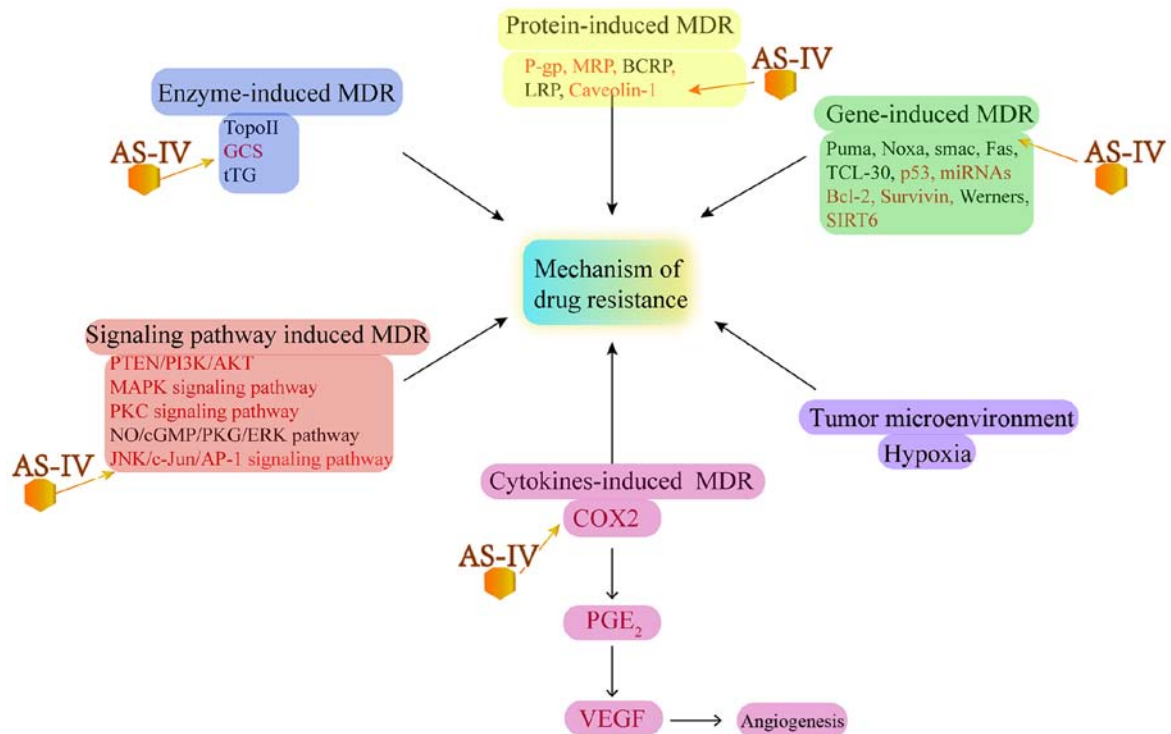 Protein-induced MDR
P-gp, MRP, BCRP,
LRP, Caveolin-1
AS-IV
Enzyme-induced MDR
TopoII
GCS
tTG
AS-IV
Gene-induced MDR
Puma, Noxa, smac, Fas,
TCL-30, p53, miRNAs
Bcl-2, Survivin, Werners,
SIRT6
AS-IV
Mechanism of
drug resistance
Signaling pathway induced MDR
PTEN/PI3K/AKT
MAPK signaling pathway
PKC signaling pathway
NO/cGMP/PKG/ERK pathway
JNK/c-Jun/AP-1 signaling pathway
AS-IV
Tumor microenvironment
Hypoxia
Cytokines-induced MDR
COX2
AS-IV
PGE₂
VEGF
Angiogenesis